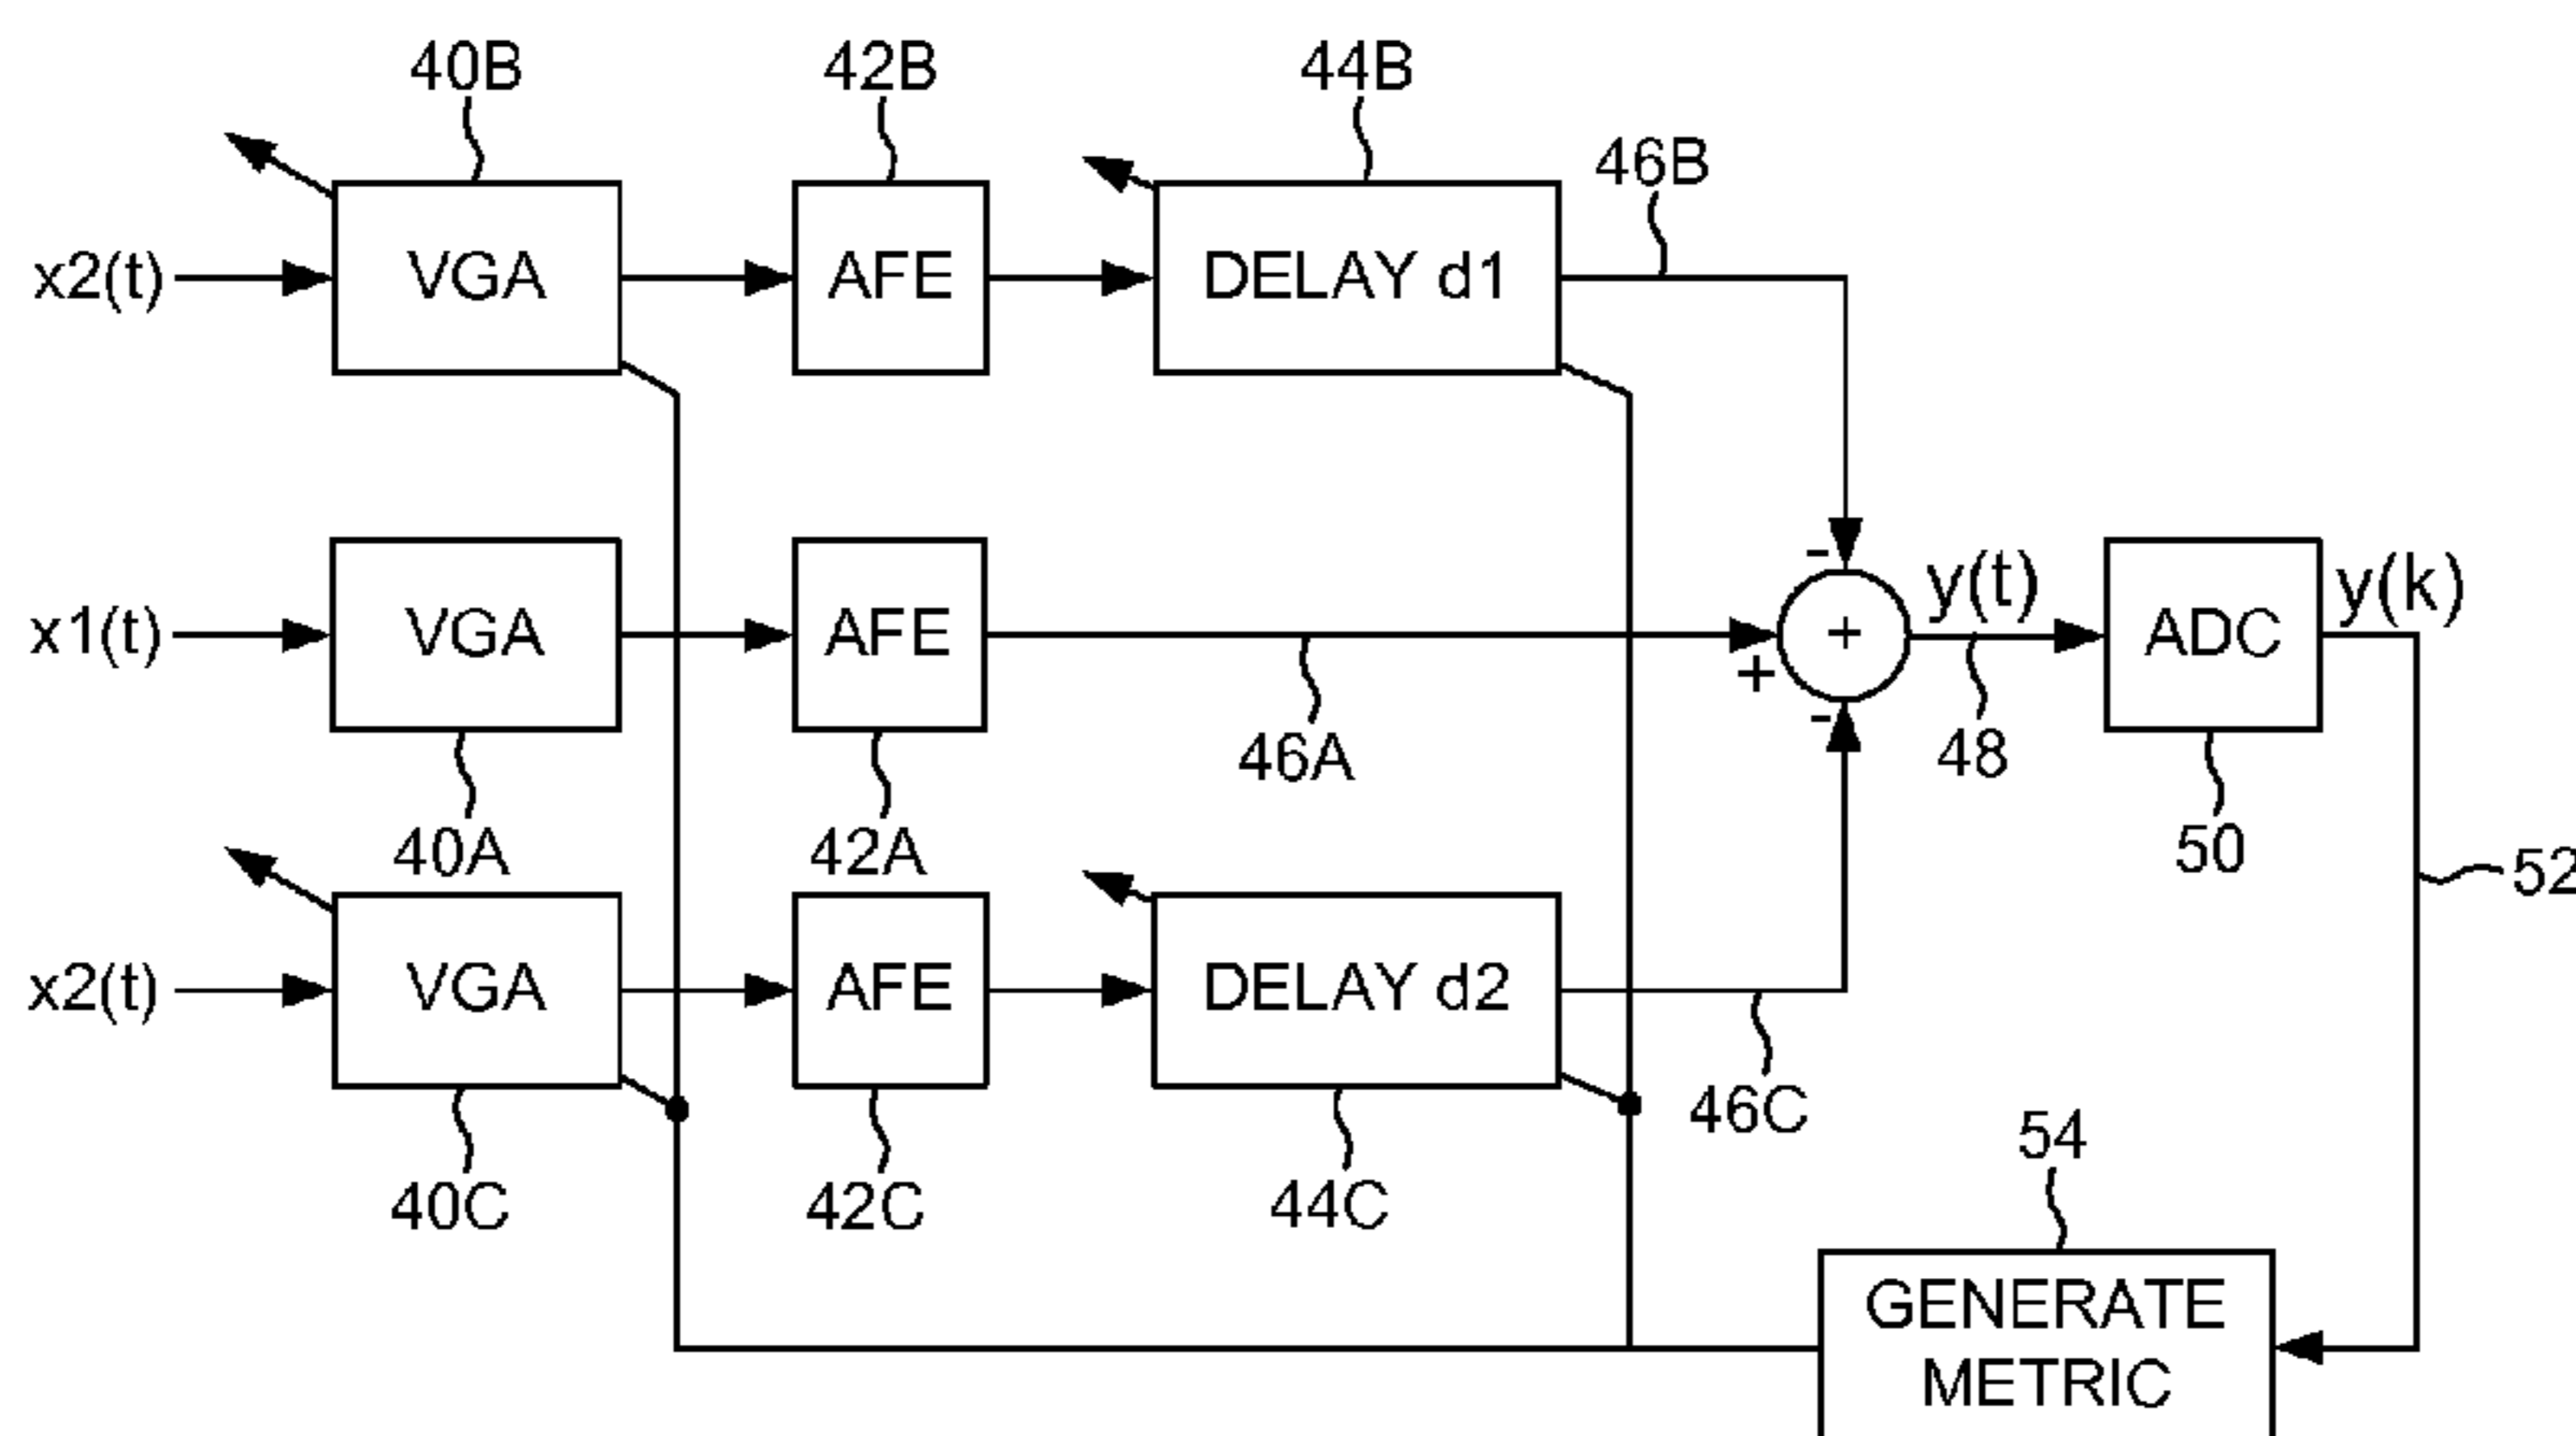 40B
42B
44B
46B
x2(t)
VGA
AFE
DELAY d1
-
x1(t)
VGA
AFE
+
+
y(t)
ADC
y(k)
46A
48
50
52
40A
42A
-
x2(t)
VGA
AFE
DELAY d2
46C
40C
42C
44C
54
GENERATE
METRIC